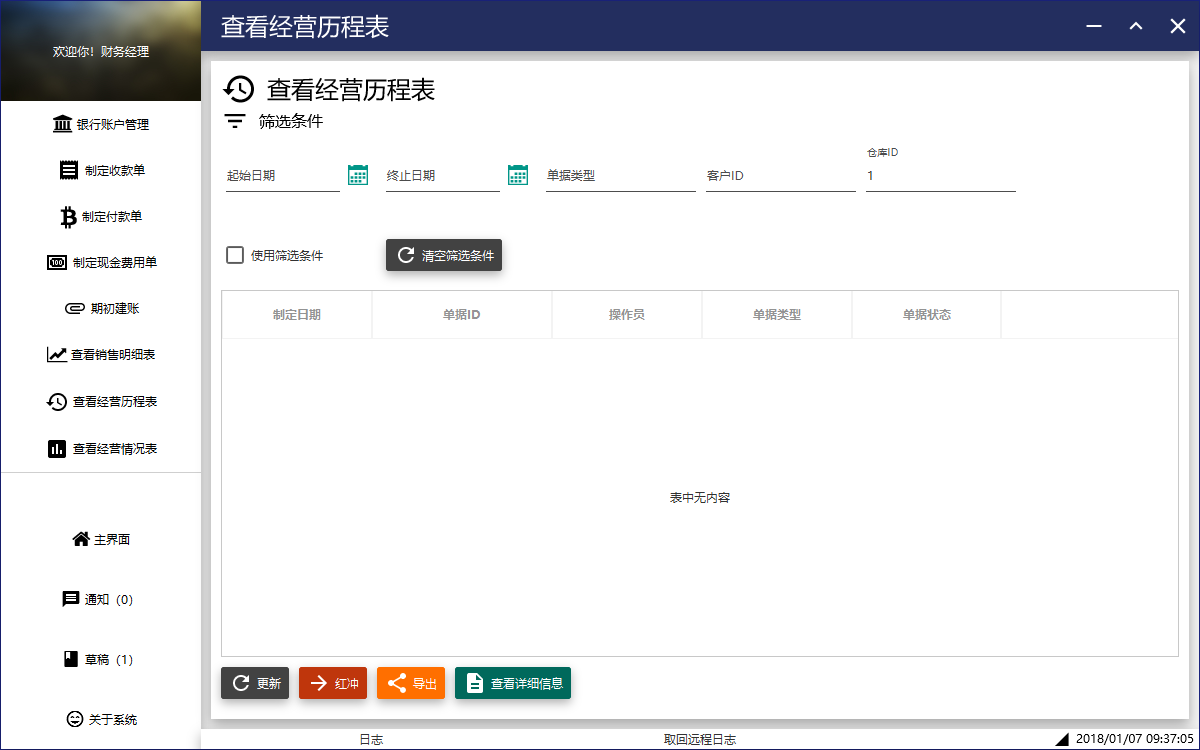 欢迎你！财务经理
银行账户管理
制定收款单
制定付款单
制定现金费用单
期初建账
查看销售明细表
查看经营历程表
查看经营情况表
主界面
通知（0）
草稿（1）
关于系统
查看经营历程表
查看经营历程表
筛选条件
起始日期 终止日期 单据类型 客户ID 仓库ID
1
使用筛选条件 清空筛选条件
制定日期 单据ID 操作员 单据类型 单据状态
表中无内容
更新 红冲 导出 查看详细信息
日志 取回远程日志 2018/01/07 09:37:05